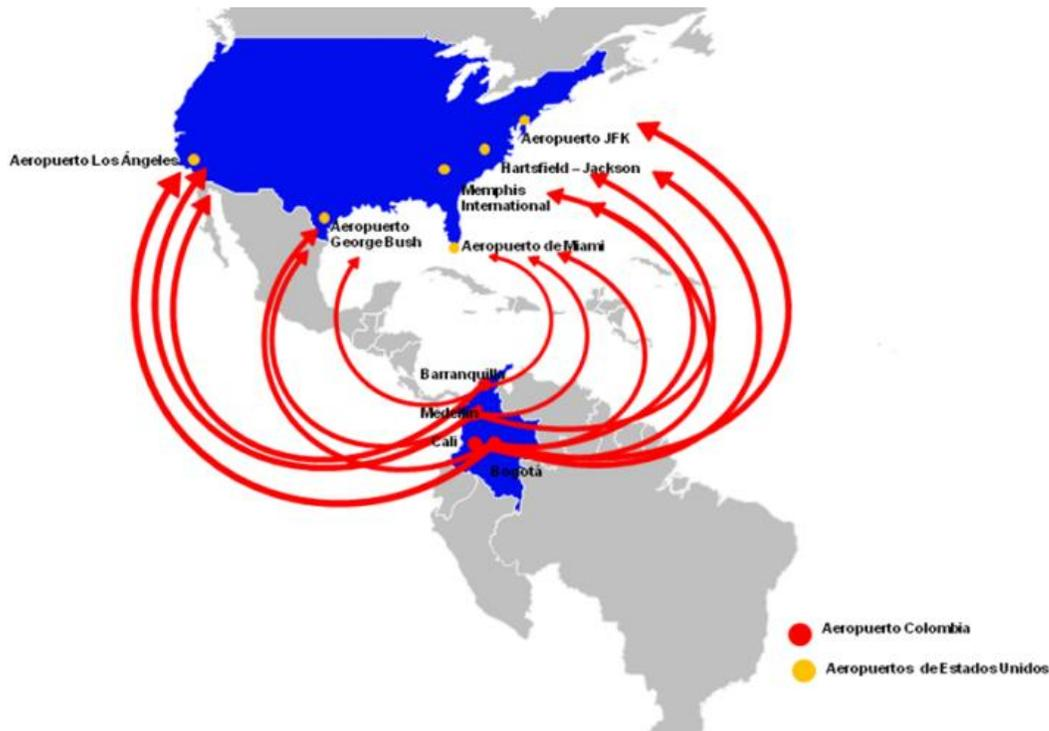 Aeropuerto JFK
Aeropuerto Los Ángeles
Hartsfield – Jackson
Memphis
International
Aeropuerto
George Bush
Aeropuerto de Miami
Barranquilla
Medellín
Cali
Bogotá
Aeropuerto Colombia
Aeropuertos de Estados Unidos